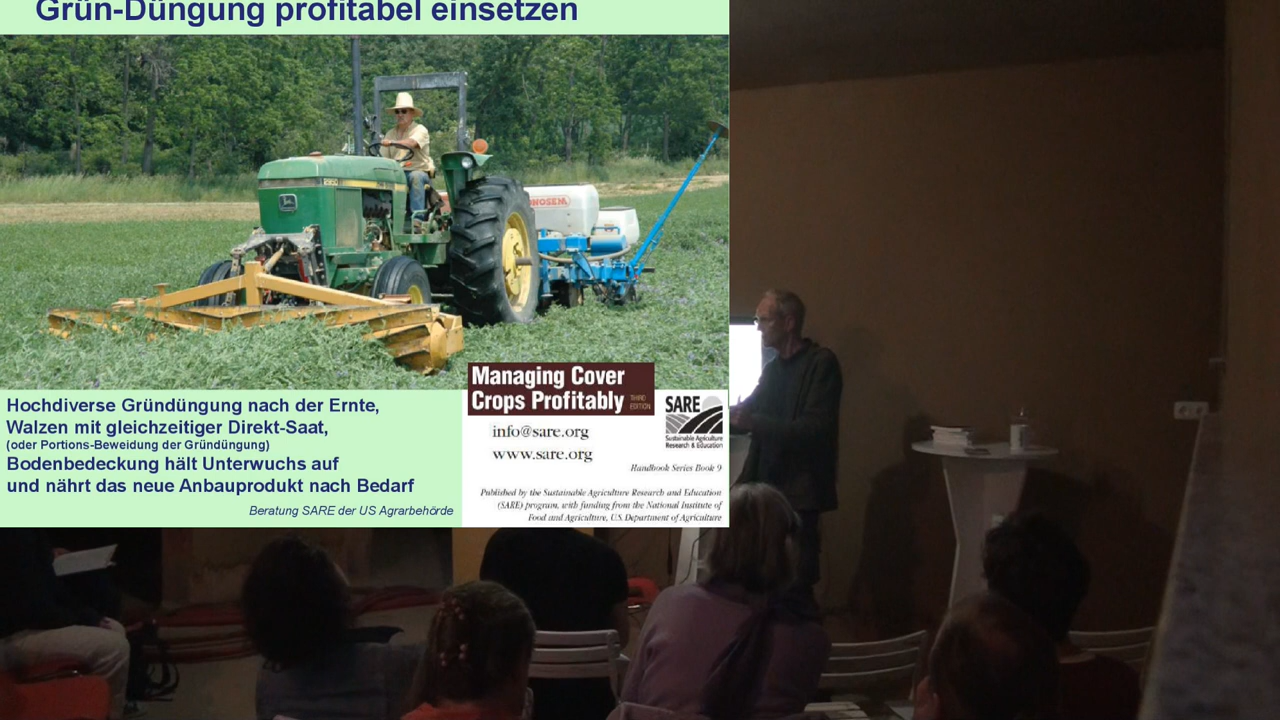 Grün-Düngung profitabel einsetzen
2950
NOSEM
Managing Cover
Crops Profitably
THIRD
EDITION
SARE
Sustainable Agriculture
Research & Education
info@sare.org
www.sare.org
Handbook Series Book 9
Published by the Sustainable Agriculture Research and Education
(SARE) program, with funding from the National Institute of
Food and Agriculture, U.S. Department of Agriculture
Hochdiverse Gründüngung nach der Ernte,
Walzen mit gleichzeitiger Direkt-Saat,
(oder Portions-Beweidung der Gründüngung)
Bodenbedeckung hält Unterwuchs auf
und nährt das neue Anbauprodukt nach Bedarf
Beratung SARE der US Agrarbehörde